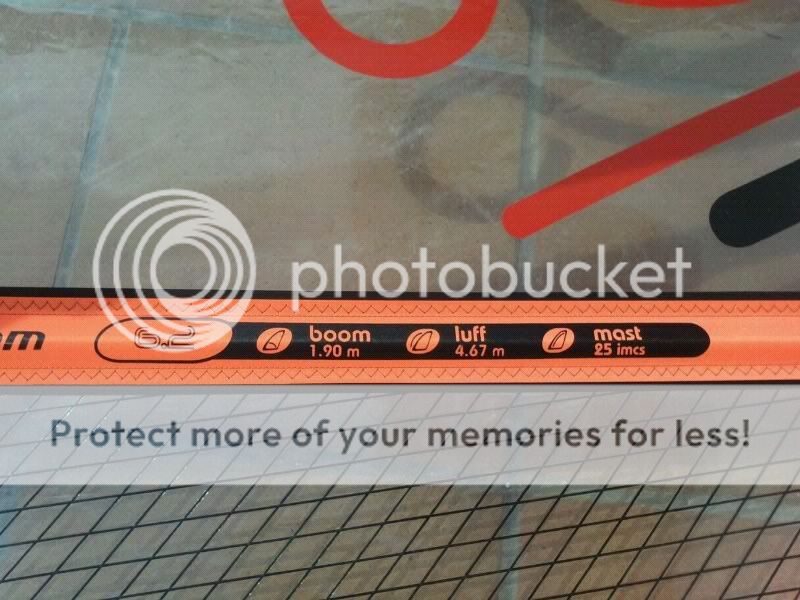 photobucket
om
6.2
boom
1.90 m
luff
4.67 m
mast
25 imcs
Protect more of your memories for less!